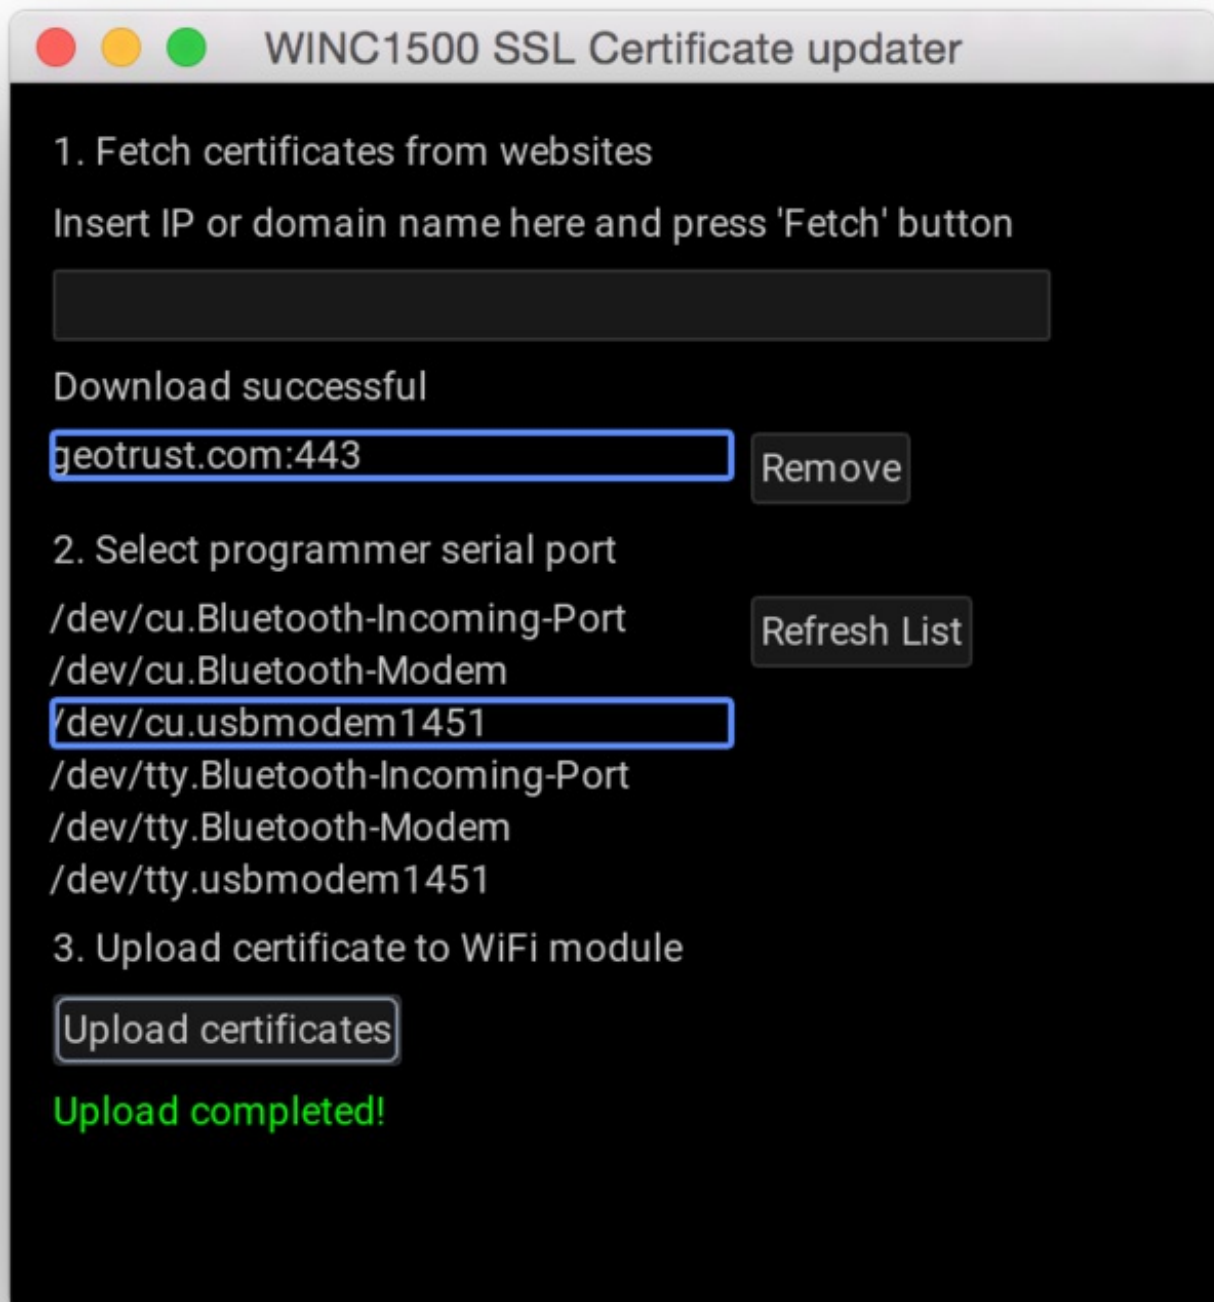 WINC1500 SSL Certificate updater
1. Fetch certificates from websites
Insert IP or domain name here and press 'Fetch' button
Download successful
geotrust.com:443
Remove
2. Select programmer serial port
/dev/cu.Bluetooth-Incoming-Port
Refresh List
/dev/cu.Bluetooth-Modem
/dev/cu.usbmodem1451
/dev/tty.Bluetooth-Incoming-Port
/dev/tty.Bluetooth-Modem
/dev/tty.usbmodem1451
3. Upload certificate to WiFi module
Upload certificates
Upload completed!